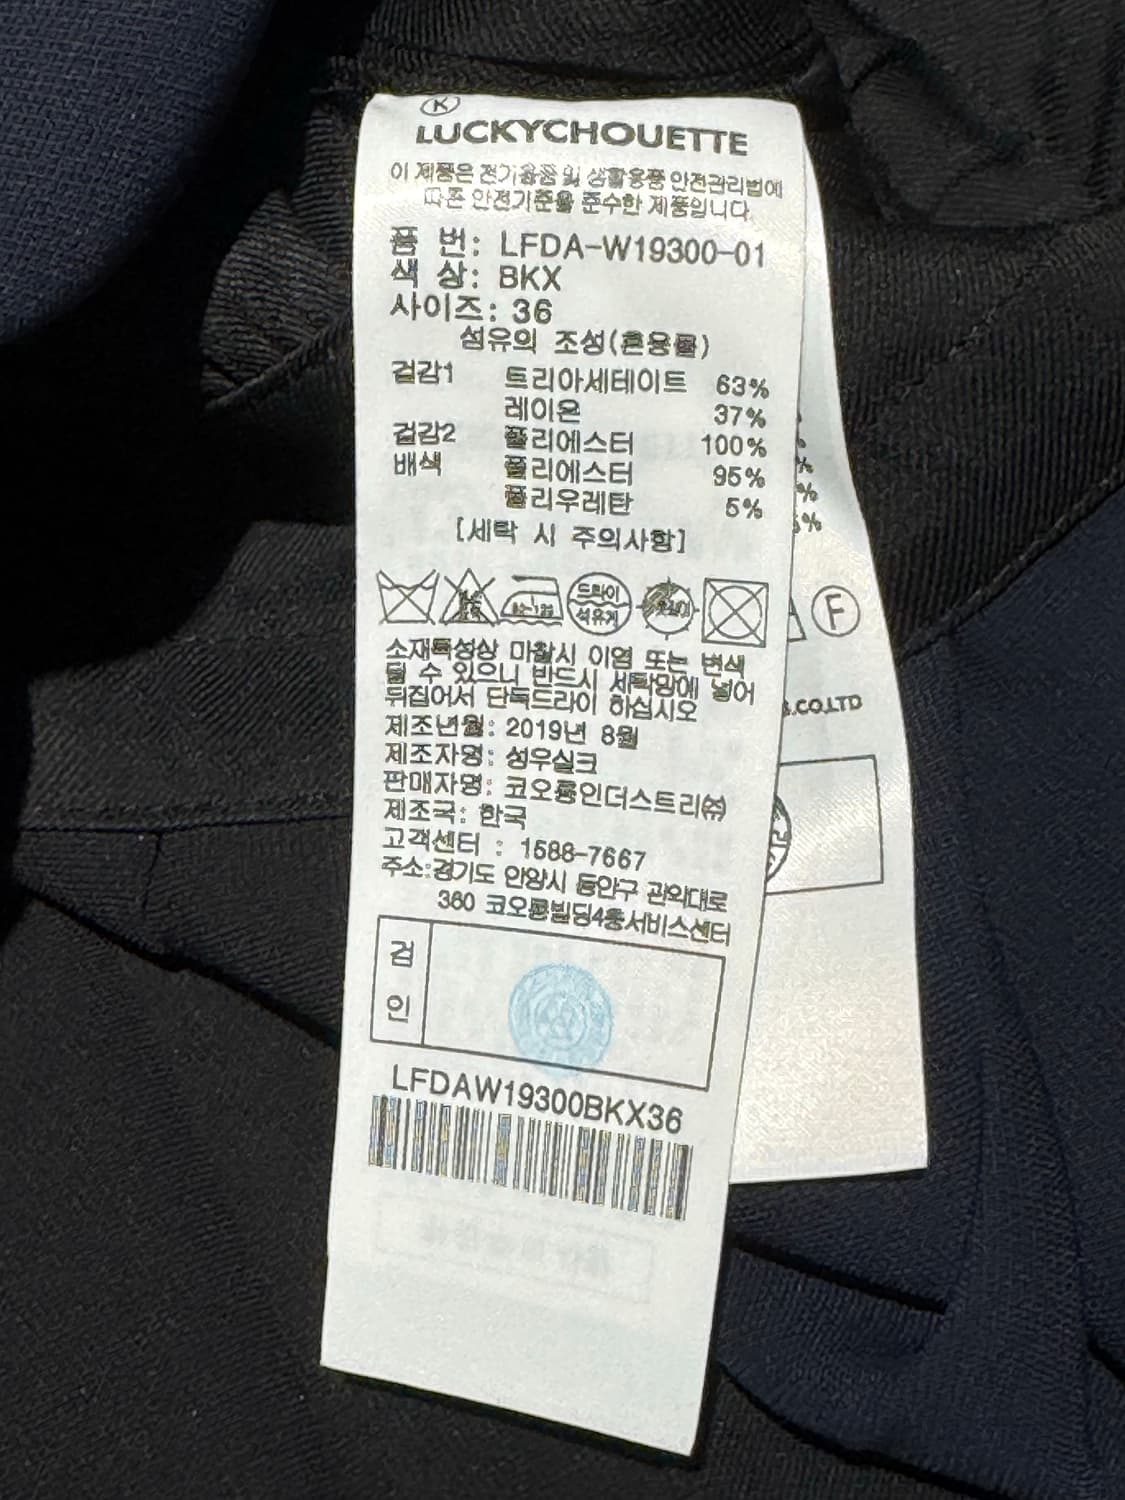 K
LUCKYCHOUETTE
이 제품은 전기용품 및 생활용품 안전관리법에
따른 안전기준을 준수한 제품입니다.
품 번: LFDA-W19300-01
색 상: BKX
사이즈: 36
섬유의 조성(혼용률)
겉감1 트리아세테이트 63%
레이온 37%
겉감2 폴리에스터 100%
배색 폴리에스터 95%
폴리우레탄 5%
[세탁 시 주의사항]
드라이
석유계
소재특성상 마찰시 이염 또는 변색
될 수 있으니 반드시 세탁망에 넣어
뒤집어서 단독드라이 하십시오
제조년월: 2019년 8월
제조자명: 성우실크
판매자명: 코오롱인더스트리㈜
제조국: 한국
고객센터 : 1588-7667
주소:경기도 안양시 동안구 관악대로
360 코오롱빌딩4층서비스센터
검
인
LFDAW19300BKX36
%
%
%
%
F
CO.LTD